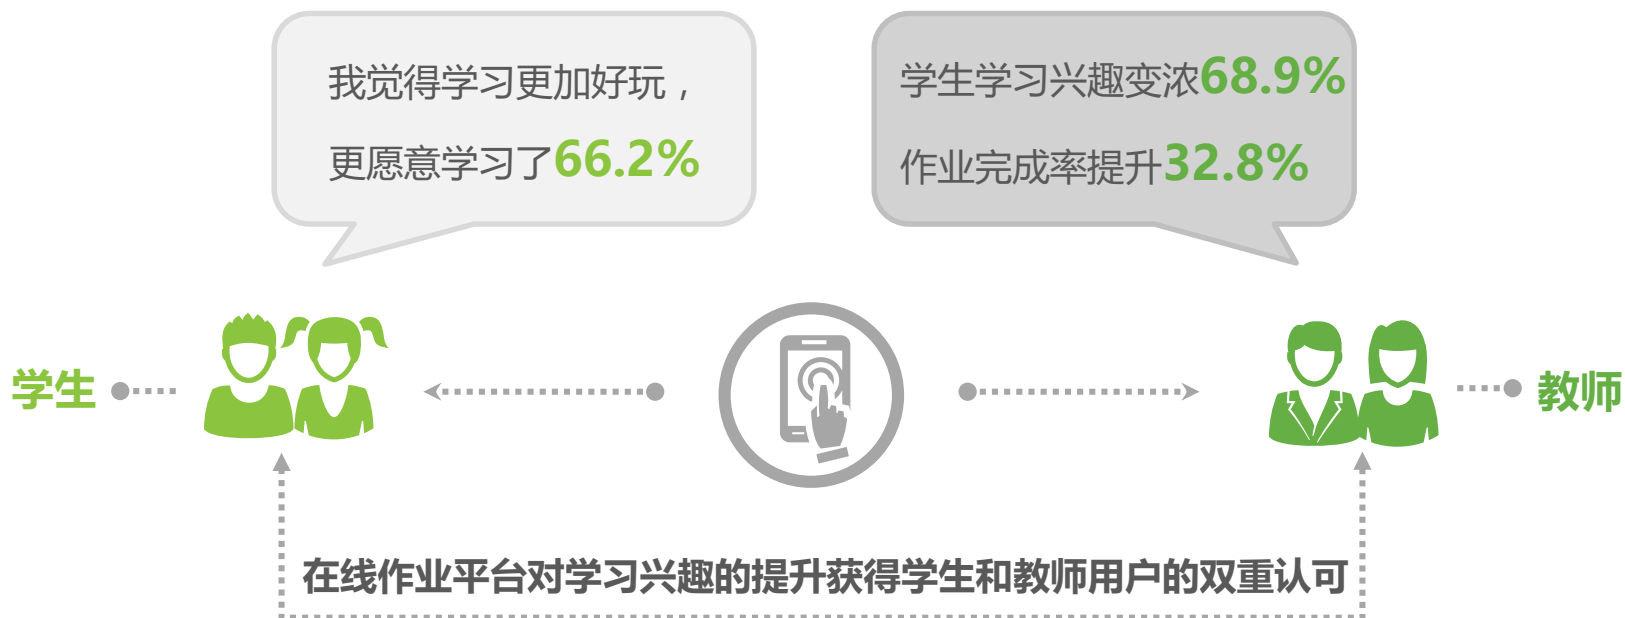 我觉得学习更加好玩，
更愿意学习了66.2%
学生学习兴趣变浓68.9%
作业完成率提升32.8%
学生
教师
在线作业平台对学习兴趣的提升获得学生和教师用户的双重认可